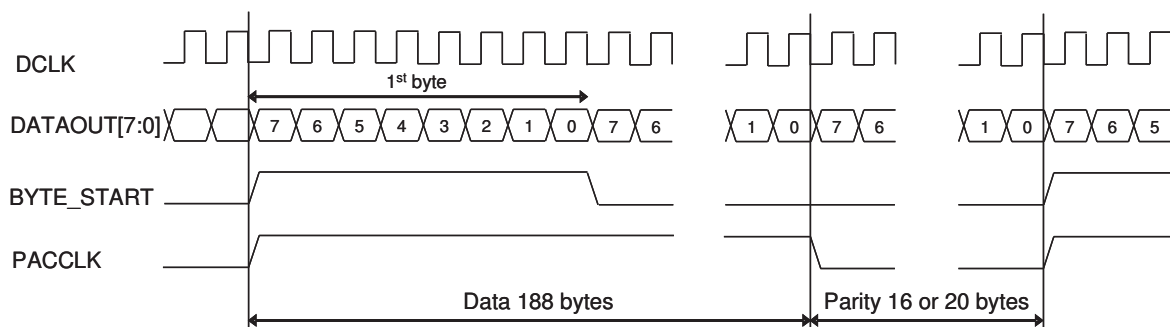 DCLK
1st byte
DATAOUT[7:0] 7 6 5 4 3 2 1 0 7 6 1 0 7 6 1 0 7 6 5
BYTE_START
PACCLK
Data 188 bytes Parity 16 or 20 bytes